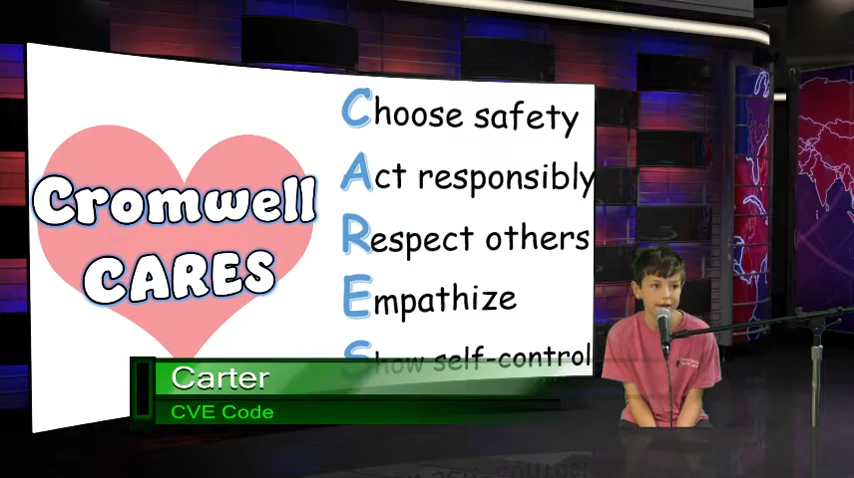 Cromwell
CARES
Choose safety
Act responsibly
Respect others
Empathize
Show self-control
Carter
CVE Code